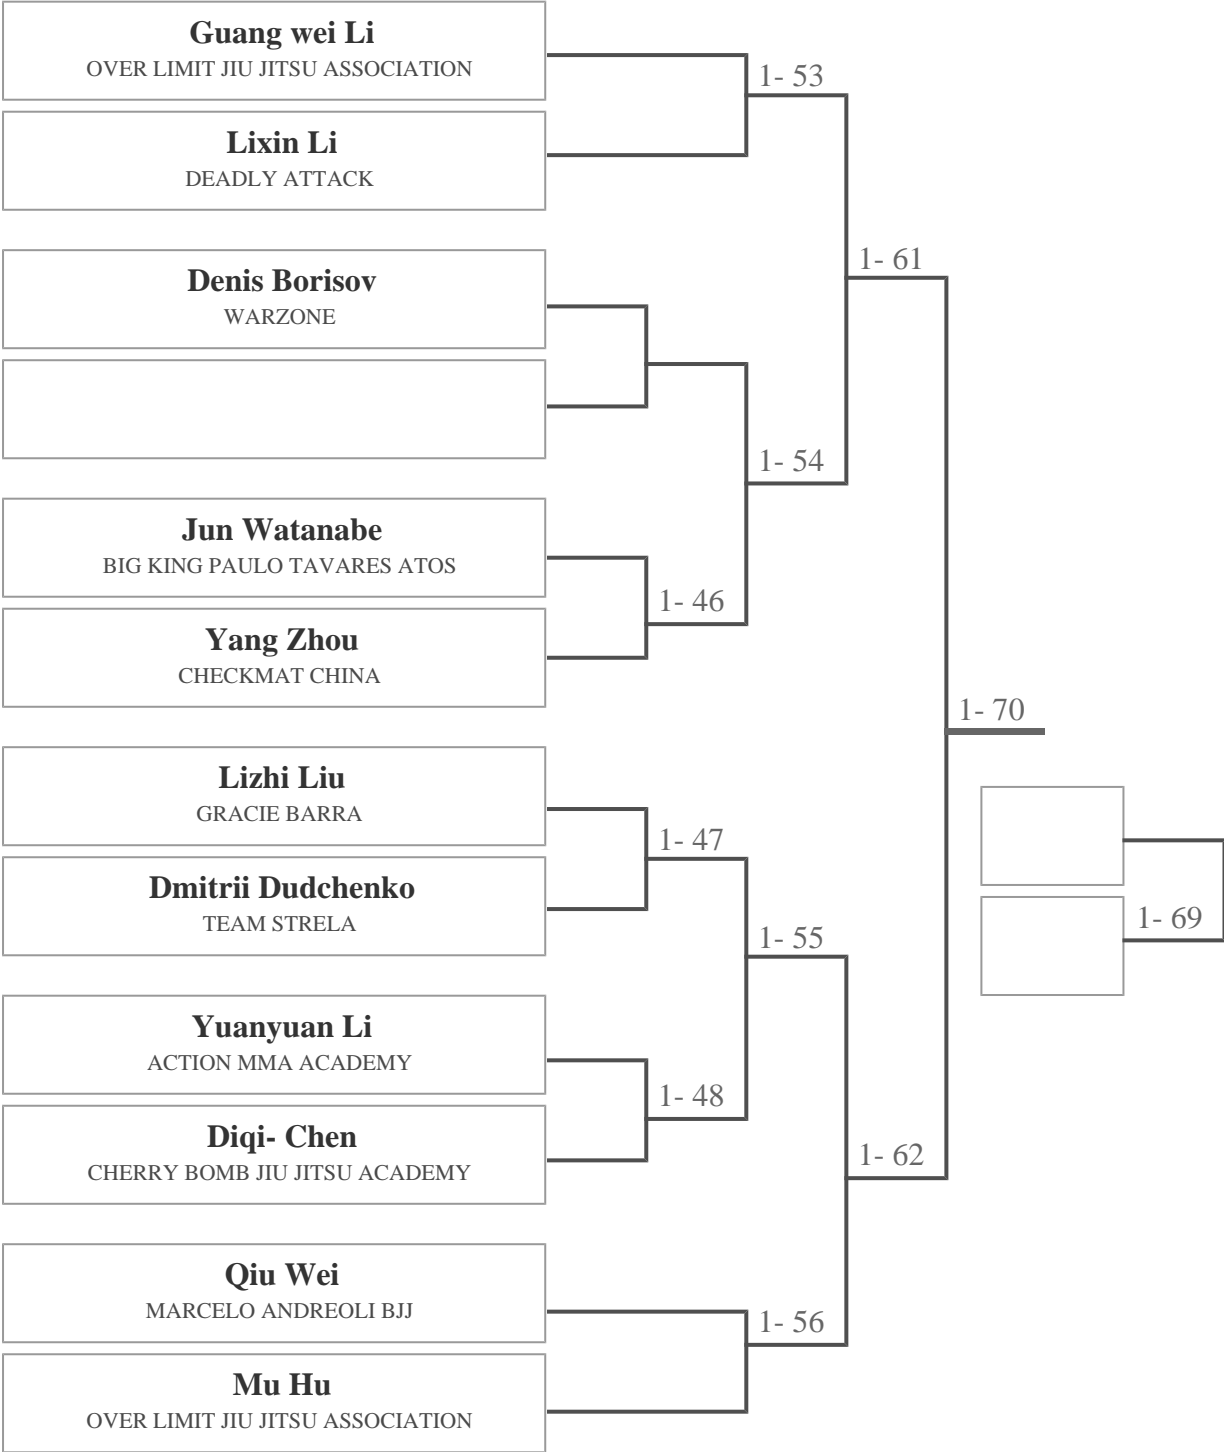 Guang wei Li
OVER LIMIT JIU JITSU ASSOCIATION
1- 53
Lixin Li
DEADLY ATTACK
1- 61
Denis Borisov
WARZONE
1- 54
Jun Watanabe
BIG KING PAULO TAVARES ATOS
1- 46
Yang Zhou
CHECKMAT CHINA
1- 70
Lizhi Liu
GRACIE BARRA
1- 47
Dmitrii Dudchenko
TEAM STRELA
1- 69
1- 55
Yuanyuan Li
ACTION MMA ACADEMY
1- 48
Diqi- Chen
CHERRY BOMB JIU JITSU ACADEMY
1- 62
Qiu Wei
MARCELO ANDREOLI BJJ
1- 56
Mu Hu
OVER LIMIT JIU JITSU ASSOCIATION